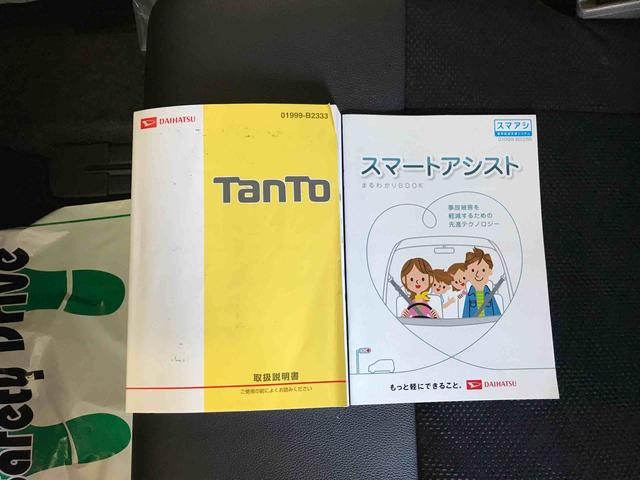 DAIHATSU
01999-B2333
TanTo
取扱説明書
ご使用の前によくお読みください
スマアシ
スマートアシスト
まるわかりBOOK
事故被害を
軽減するための
先進テクノロジー
もっと軽にできること。
DAIHATSU
Safety Drive